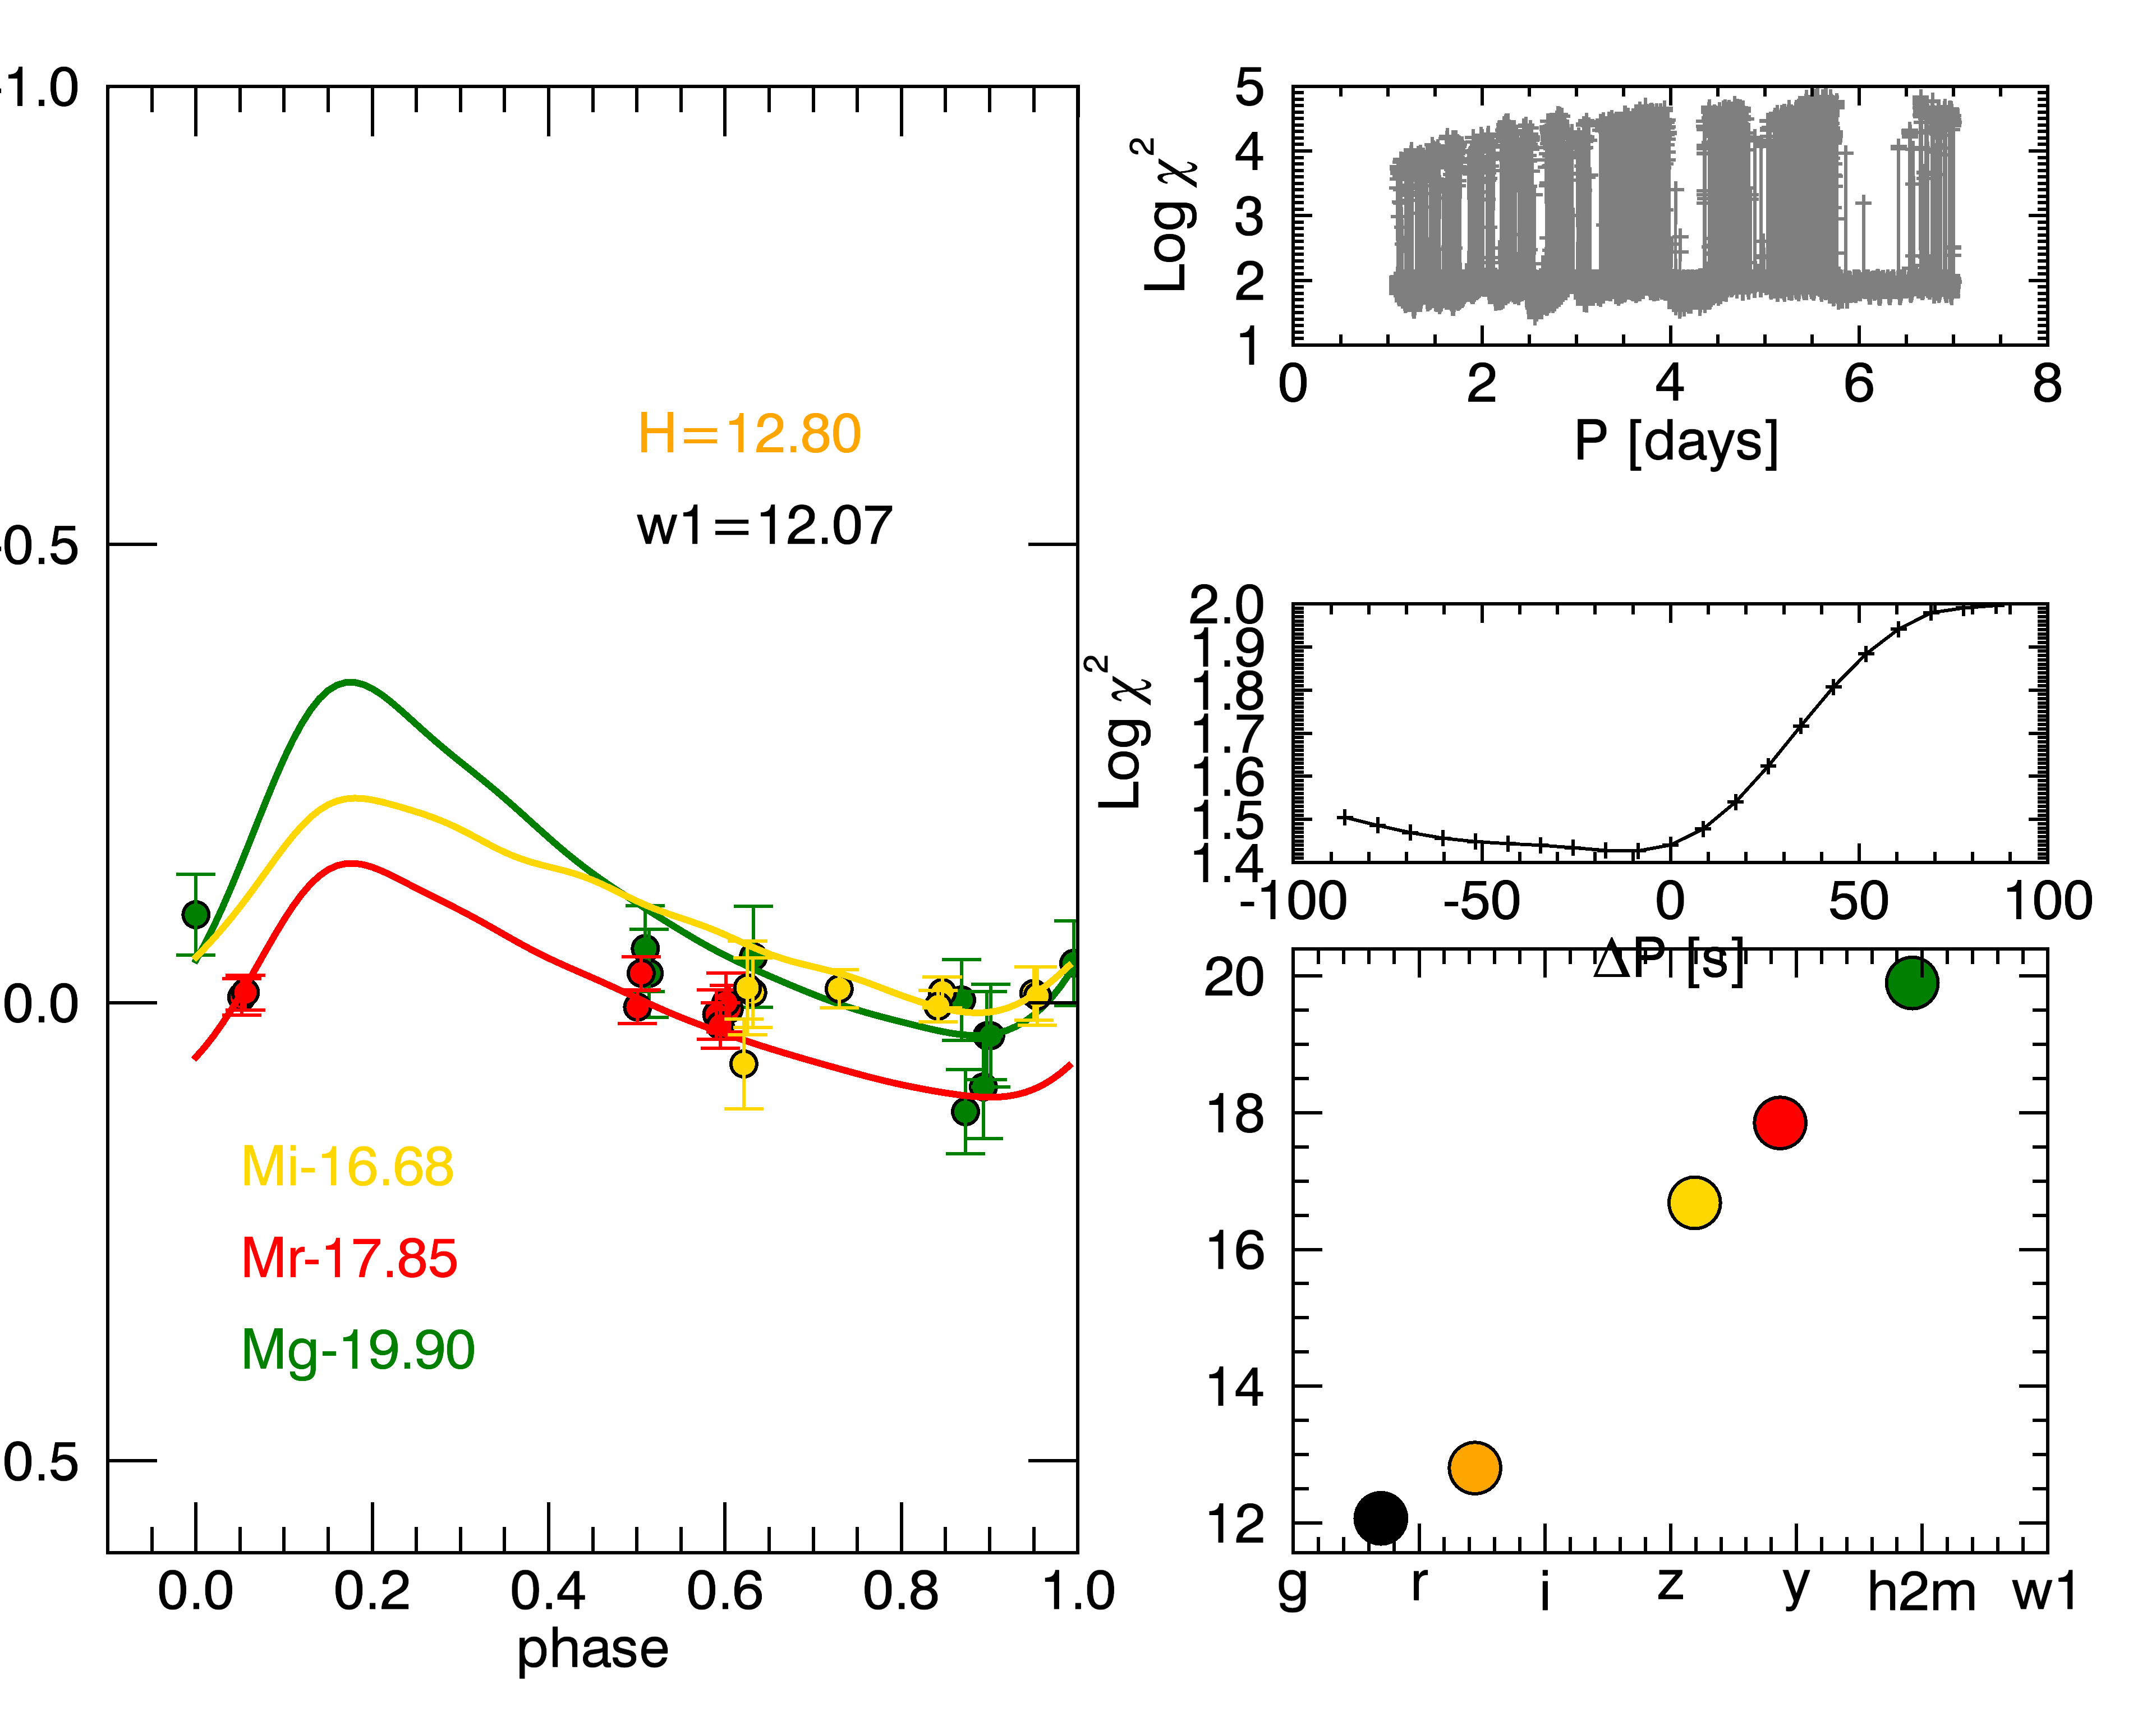 -1.0
-0.5
0.0
0.5
0.0 0.2 0.4 0.6 0.8 1.0
phase
H=12.80
w1=12.07
Mi-16.68
Mr-17.85
Mg-19.90
5
4
3
2
1
Log χ²
0 2 4 6 8
P [days]
2.0
1.9
1.8
1.7
1.6
1.5
1.4
Log χ²
-100 -50 0 50 100
ΔP [s]
20
18
16
14
12
g r i z y h2m w1